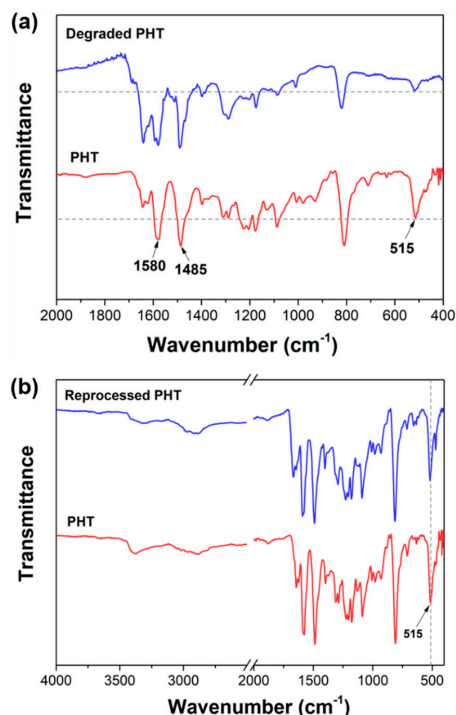 (a)
Degraded PHT
PHT
1580
1485
515
Transmittance
2000 1800 1600 1400 1200 1000 800 600 400
Wavenumber (cm⁻¹)
(b)
Reprocessed PHT
PHT
515
Transmittance
4000 3500 3000 2500 2000 1500 1000 500
Wavenumber (cm⁻¹)